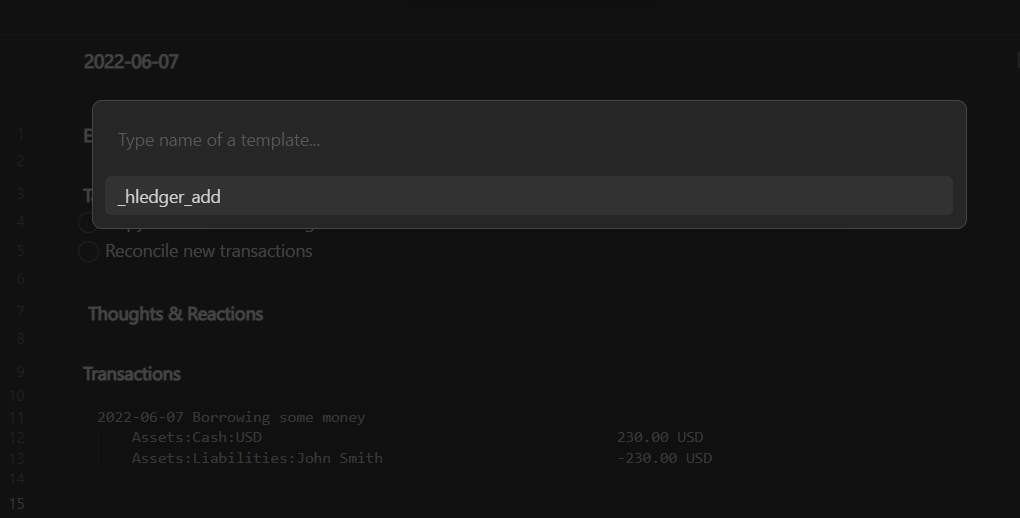 2022-06-07
1 E
Type name of a template...
2
_hledger_add
3 Ta
4
5 Reconcile new transactions
6
7 Thoughts & Reactions
8
9 Transactions
10
11 2022-06-07 Borrowing some money
12 Assets:Cash:USD 230.00 USD
13 Assets:Liabilities:John Smith -230.00 USD
14
15